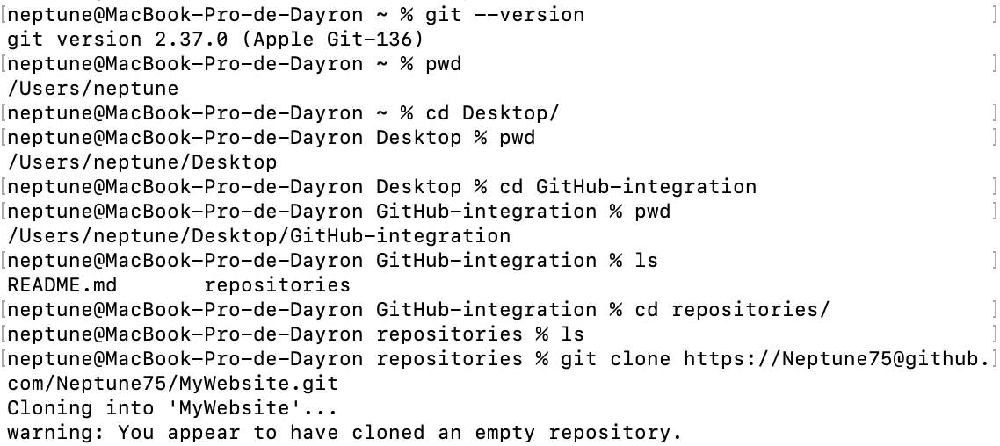 [neptune@MacBook-Pro-de-Dayron ~ % git --version ]
git version 2.37.0 (Apple Git-136)
[neptune@MacBook-Pro-de-Dayron ~ % pwd ]
/Users/neptune
[neptune@MacBook-Pro-de-Dayron ~ % cd Desktop/ ]
[neptune@MacBook-Pro-de-Dayron Desktop % pwd ]
/Users/neptune/Desktop
[neptune@MacBook-Pro-de-Dayron Desktop % cd GitHub-integration ]
[neptune@MacBook-Pro-de-Dayron GitHub-integration % pwd ]
/Users/neptune/Desktop/GitHub-integration
[neptune@MacBook-Pro-de-Dayron GitHub-integration % ls ]
README.md repositories
[neptune@MacBook-Pro-de-Dayron GitHub-integration % cd repositories/ ]
[neptune@MacBook-Pro-de-Dayron repositories % ls ]
[neptune@MacBook-Pro-de-Dayron repositories % git clone https://Neptune75@github.]
com/Neptune75/MyWebsite.git
Cloning into 'MyWebsite'...
warning: You appear to have cloned an empty repository.